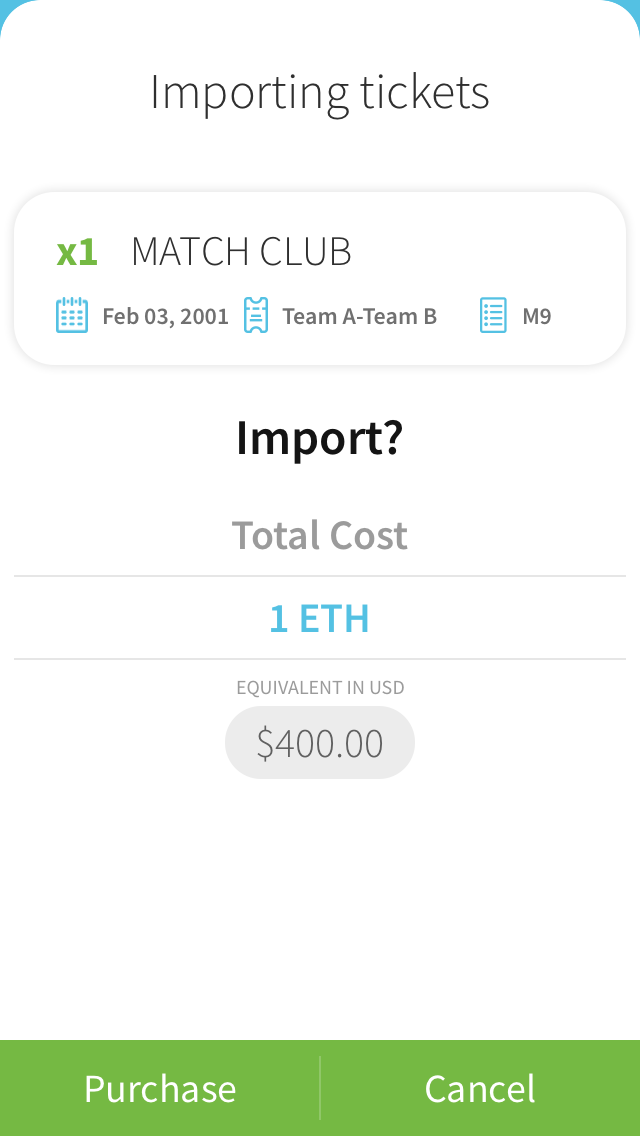 Importing tickets
x1 MATCH CLUB
Feb 03, 2001 Team A-Team B M9
Import?
Total Cost
1 ETH
EQUIVALENT IN USD
$400.00
Purchase Cancel